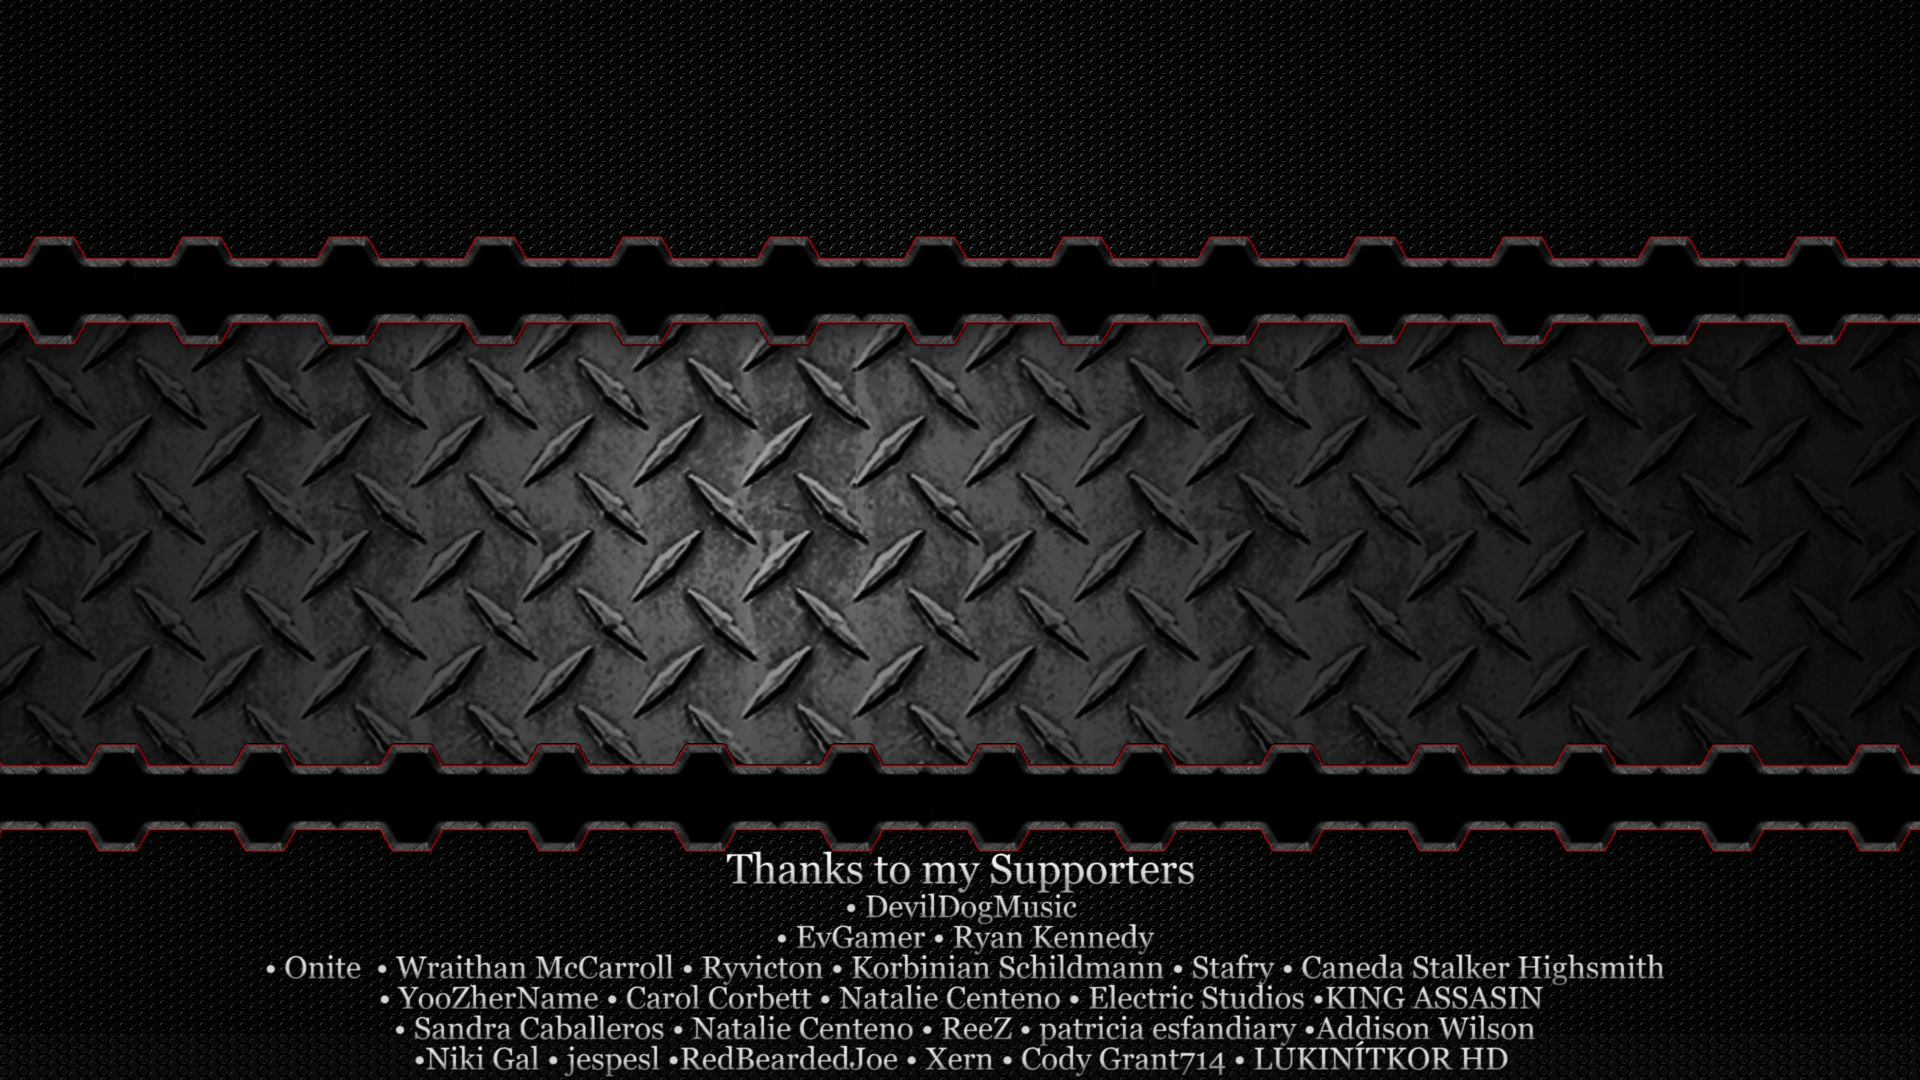 Thanks to my Supporters
• DevilDogMusic
• EvGamer • Ryan Kennedy
• Onite • Wraithan McCarroll • Ryvicton • Korbinian Schildmann • Stafry • Caneda Stalker Highsmith
• YooZherName • Carol Corbett • Natalie Centeno • Electric Studios •KING ASSASIN
• Sandra Caballeros • Natalie Centeno • ReeZ • patricia esfandiary •Addison Wilson
•Niki Gal • jespesl •RedBeardedJoe • Xern • Cody Grant714 • LUKINÍTKOR HD